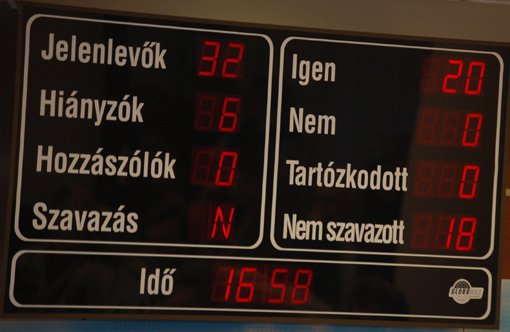 Jelenlevők 32
Hiányzók 6
Hozzászólók 0
Szavazás N
Igen 20
Nem 0
Tartózkodott 0
Nem szavazott 18
Idő 16 58